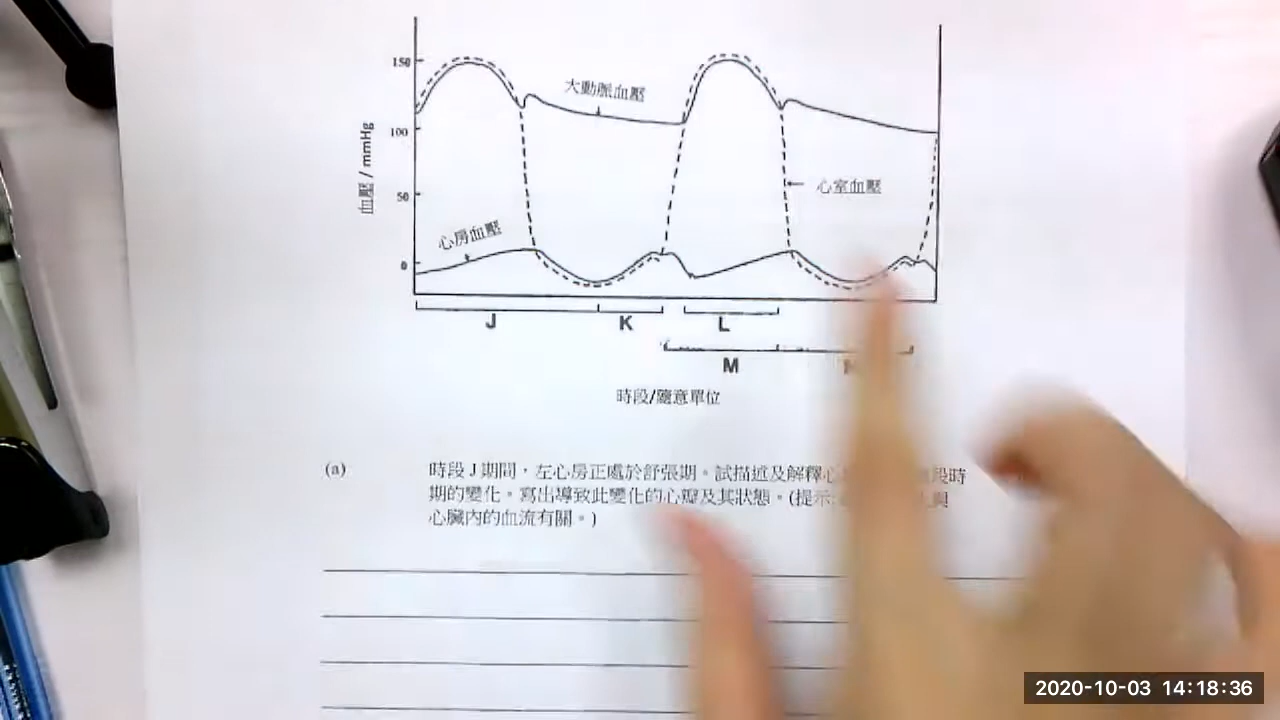 150
大動脈血壓
100
血壓 / mmHg
50
心室血壓
心房血壓
0
J K L
M
時段/隨意單位
(a) 時段 J 期間，左心房正處於舒張期。試描述及解釋心 段時
期的變化。寫出導致此變化的心瓣及其狀態。(提示: 與
心臟內的血流有關。)
2020-10-03 14:18:36